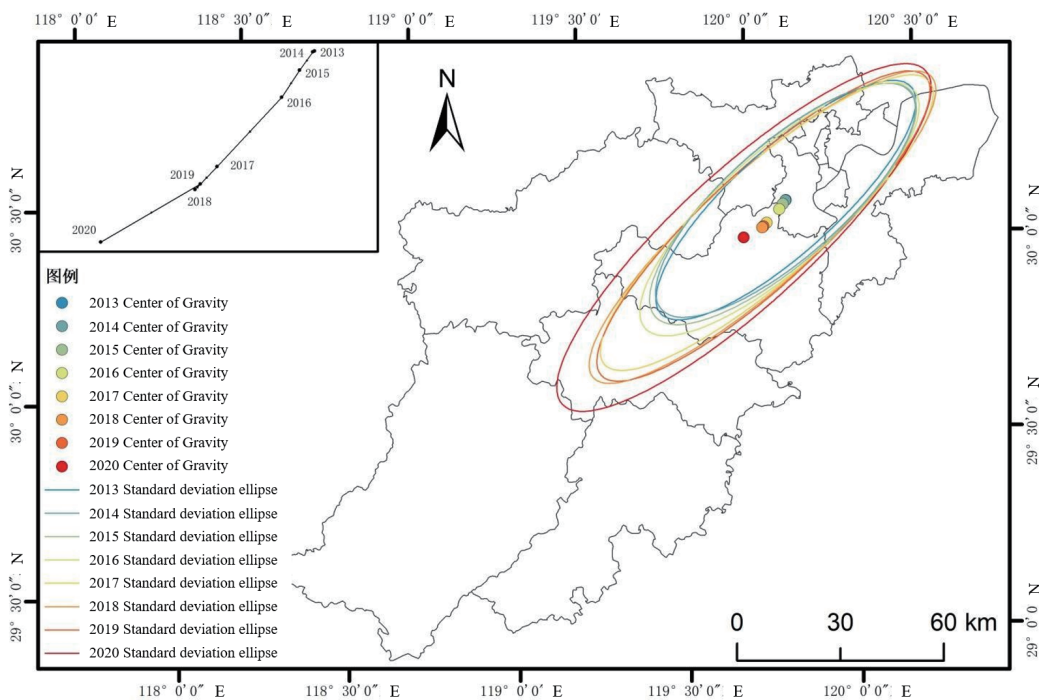 118° 0′0″ E
118° 30′0″ E
119° 0′0″ E
119° 30′0″ E
120° 0′0″ E
120° 30′0″ E
2014
2013
2015
2016
2017
2019
2018
2020
N
30° 30′0″ N
30° 0′0″ N
29° 30′0″ N
30° 0′0″ N
29° 30′0″ N
29° 0′0″ N
图例
2013 Center of Gravity
2014 Center of Gravity
2015 Center of Gravity
2016 Center of Gravity
2017 Center of Gravity
2018 Center of Gravity
2019 Center of Gravity
2020 Center of Gravity
2013 Standard deviation ellipse
2014 Standard deviation ellipse
2015 Standard deviation ellipse
2016 Standard deviation ellipse
2017 Standard deviation ellipse
2018 Standard deviation ellipse
2019 Standard deviation ellipse
2020 Standard deviation ellipse
0 30 60 km
118° 0′0″ E
118° 30′0″ E
119° 0′0″ E
119° 30′0″ E
120° 0′0″ E